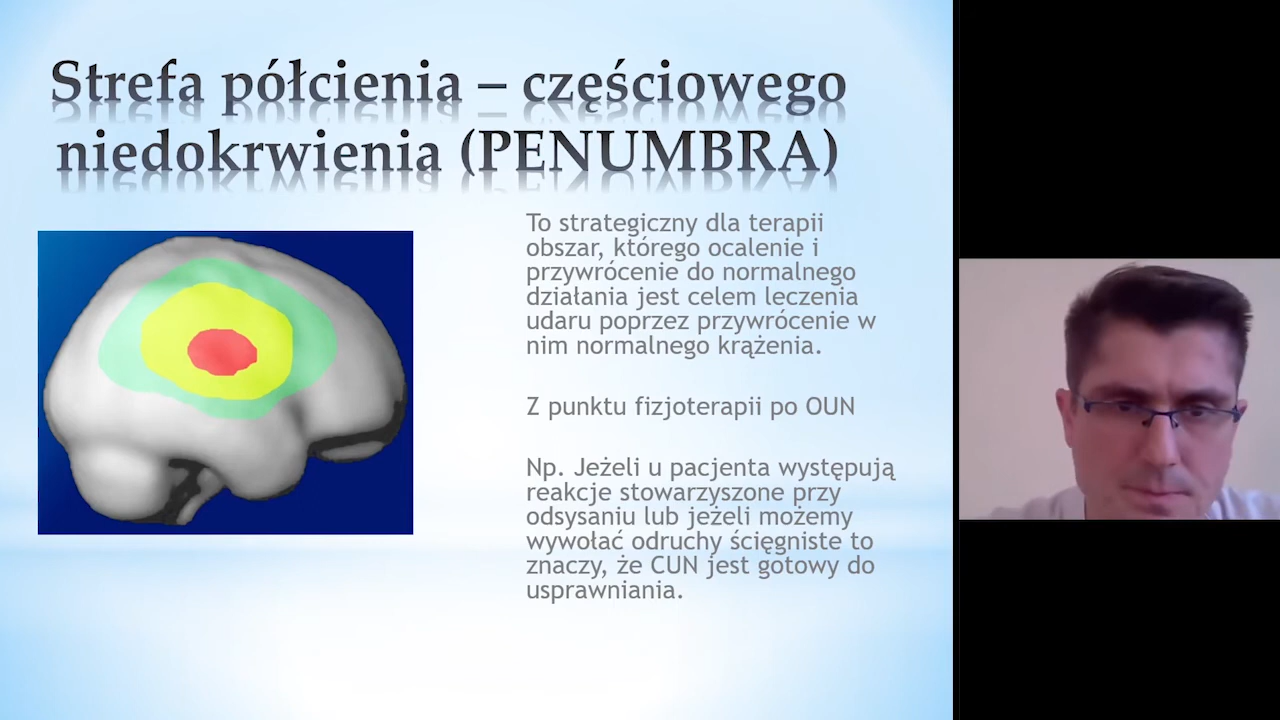 Strefa półcienia – częściowego
niedokrwienia (PENUMBRA)
To strategiczny dla terapii
obszar, którego ocalenie i
przywrócenie do normalnego
działania jest celem leczenia
udaru poprzez przywrócenie w
nim normalnego krążenia.
Z punktu fizjoterapii po OUN
Np. Jeżeli u pacjenta występują
reakcje stowarzyszone przy
odsysaniu lub jeżeli możemy
wywołać odruchy ścięgniste to
znaczy, że CUN jest gotowy do
usprawniania.